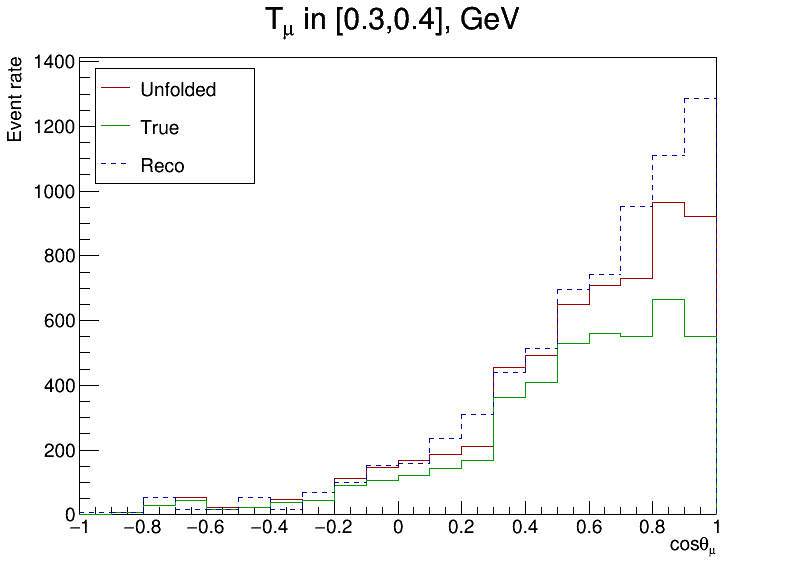 Tμ in [0.3,0.4], GeV
Event rate
1400
1200
1000
800
600
400
200
0
Unfolded
True
Reco
−1 −0.8 −0.6 −0.4 −0.2 0 0.2 0.4 0.6 0.8 1
cosθμ